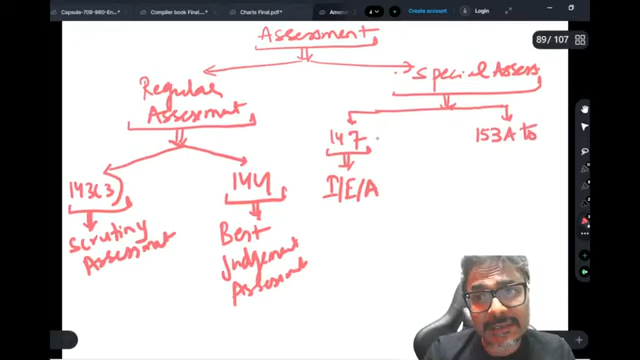 Capsule-709-980-En
Compiler book Final...
Charts Final.pdf*
Create account
Login
89 / 107
Assessment
Regular
Assessment
Special Assess
147
153A to
143(3)
144
I/E/A
Scrutiny
Assessment
Best
Judgement
Assessment